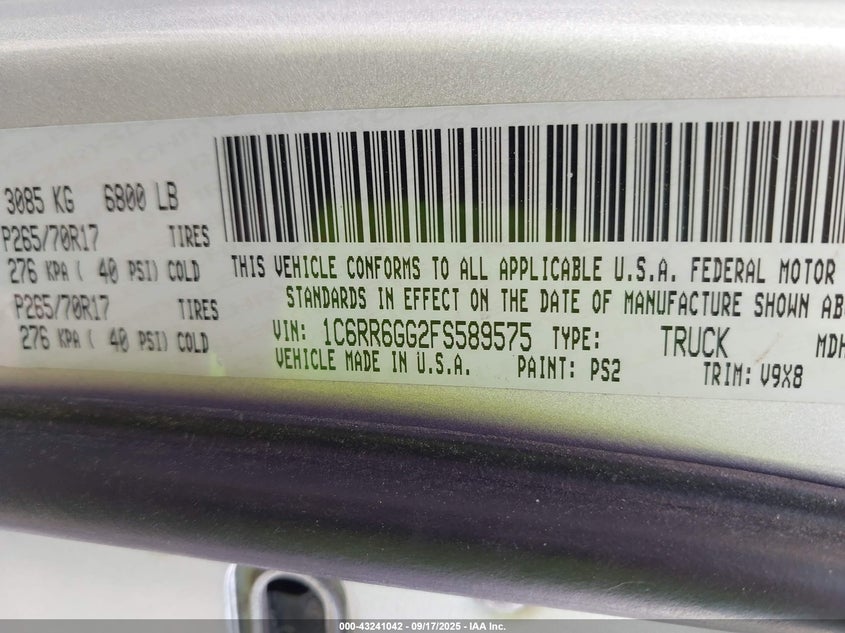 3085 KG 6800 LB
P265/70R17 TIRES
276 KPA ( 40 PSI) COLD
P265/70R17 TIRES
276 KPA ( 40 PSI) COLD
THIS VEHICLE CONFORMS TO ALL APPLICABLE U.S.A. FEDERAL MOTOR
STANDARDS IN EFFECT ON THE DATE OF MANUFACTURE SHOWN AB
VIN: 1C6RR6GG2FS589575 TYPE: TRUCK MDH
VEHICLE MADE IN U.S.A. PAINT: PS2 TRIM: V9X8
000-43241042 - 09/17/2025 - IAA Inc.